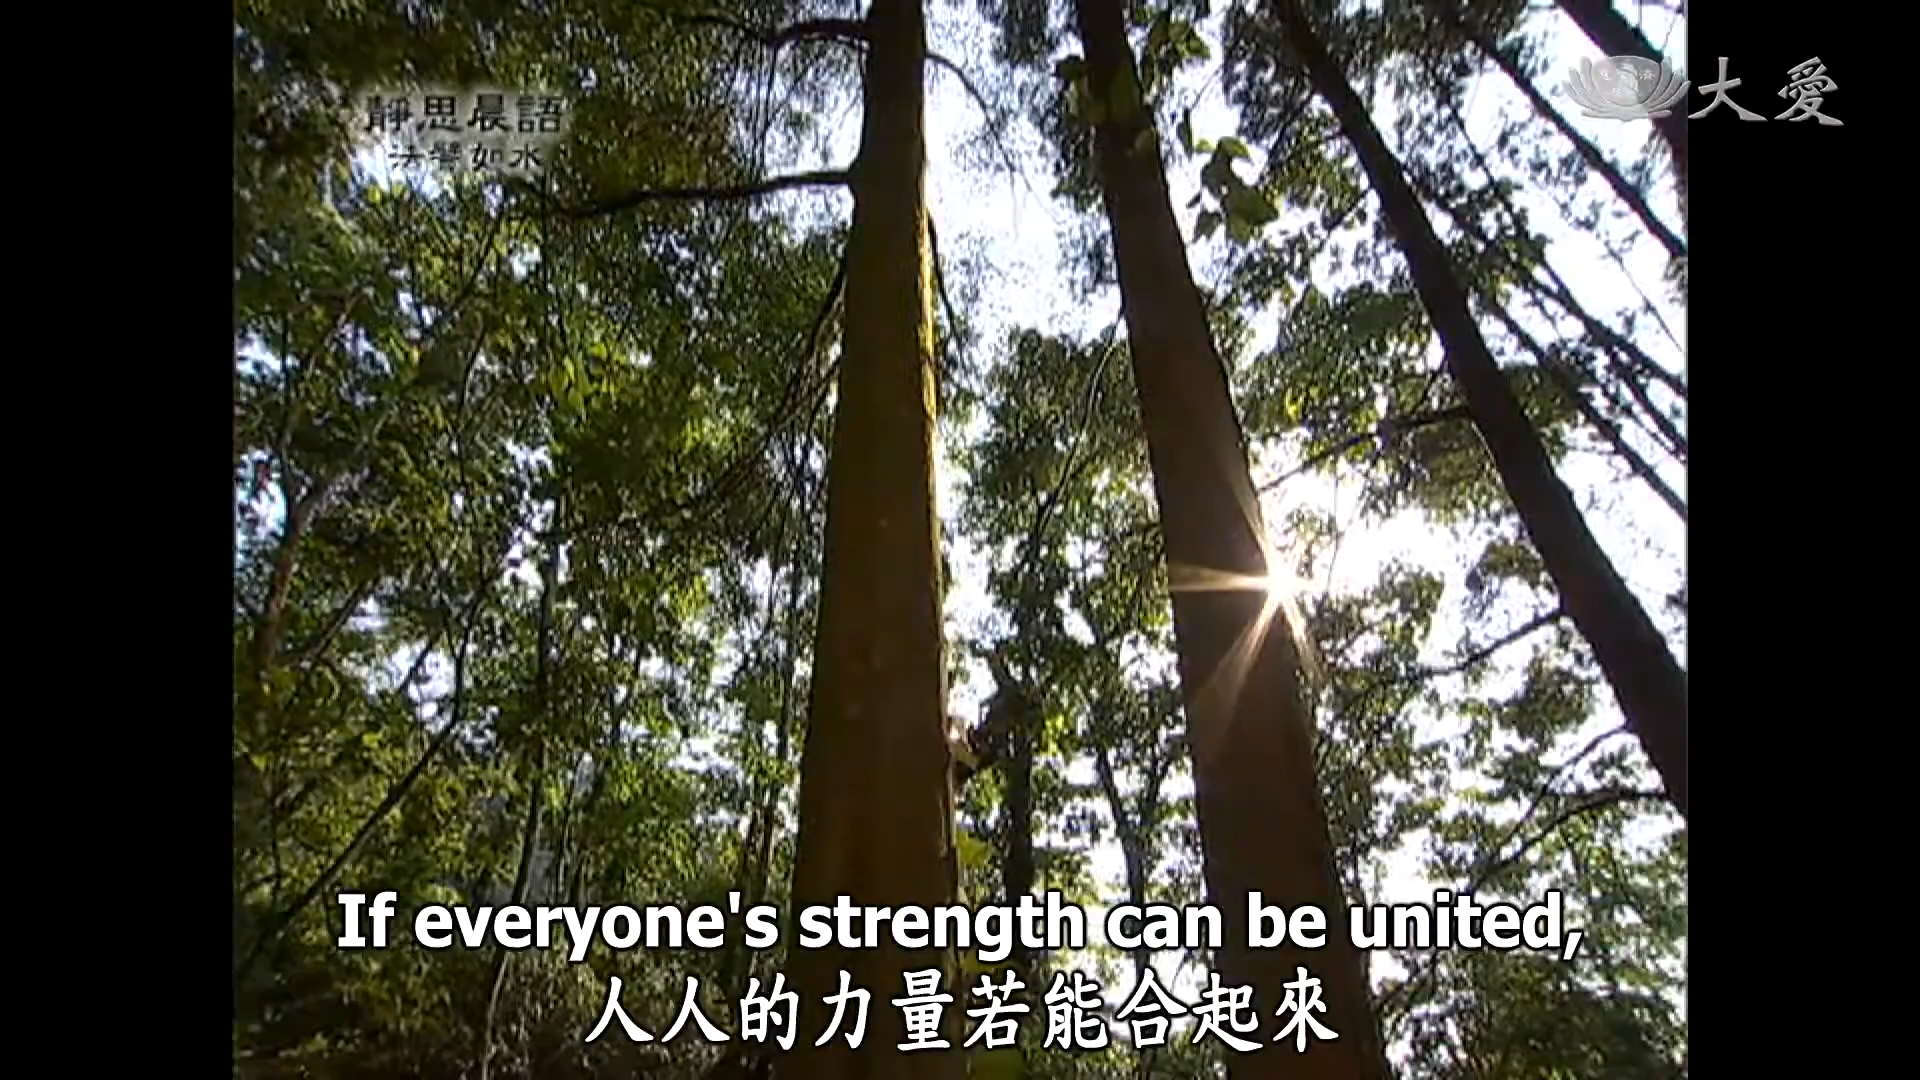 靜思晨語
法譬如水
大愛
If everyone's strength can be united,
人人的力量若能合起來